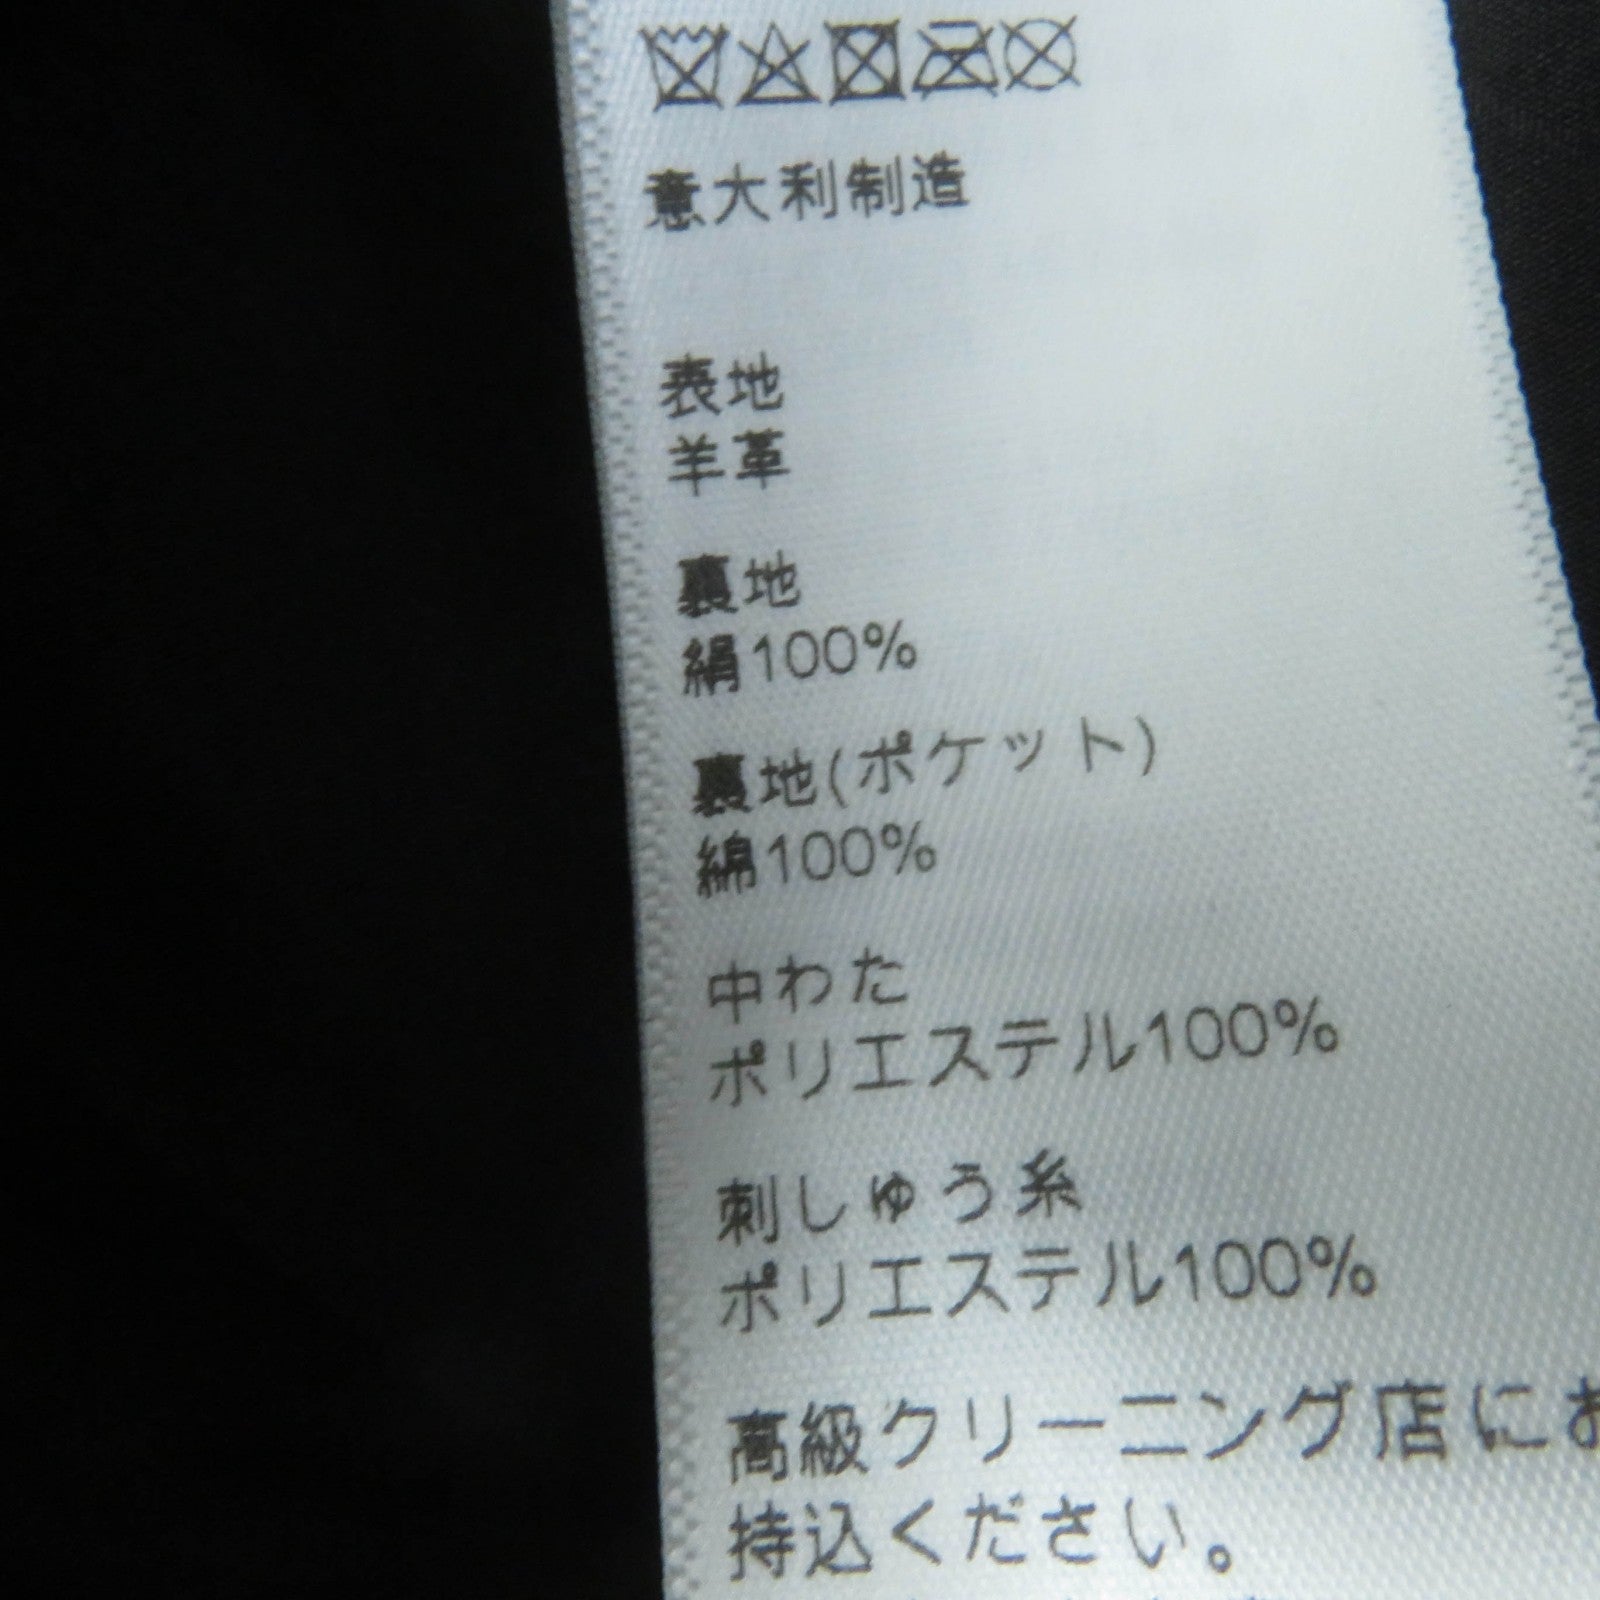 意大利制造
表地
羊革
裏地
絹100%
裏地(ポケット)
綿100%
中わた
ポリエステル100%
刺しゅう糸
ポリエステル100%
高級クリーニング店にお
持込ください。